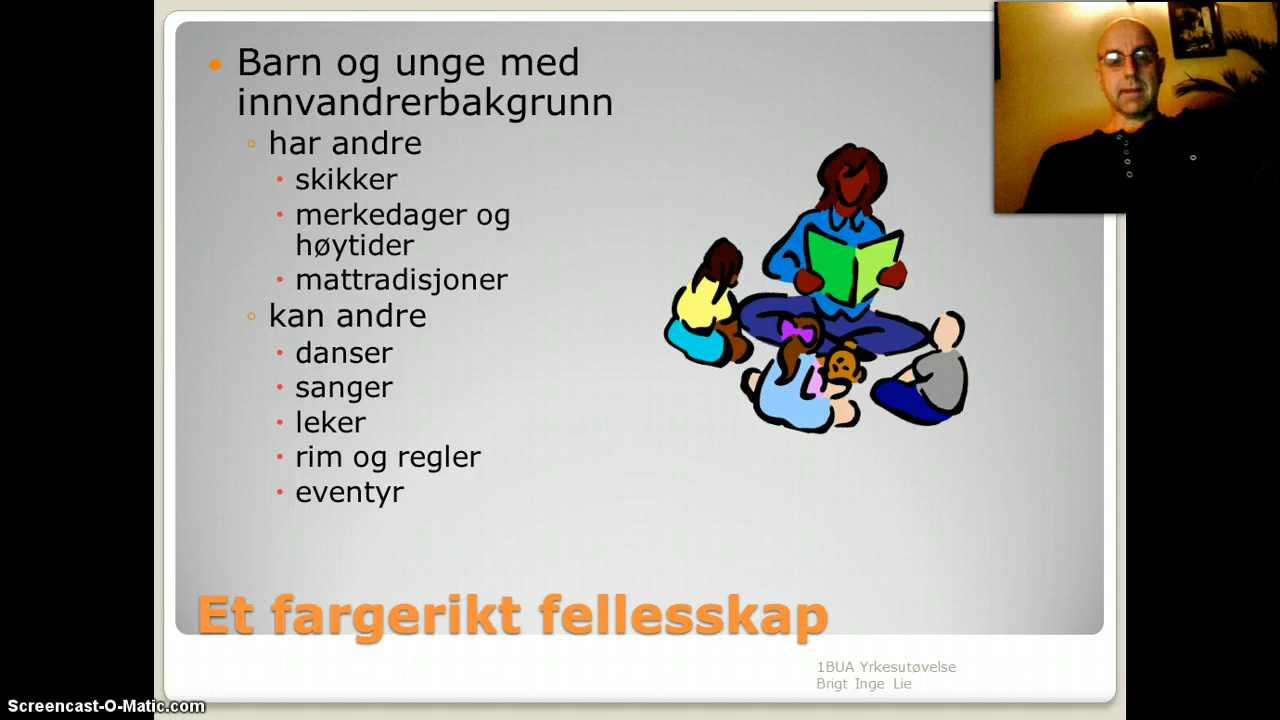 Barn og unge med
innvandrerbakgrunn
har andre
skikker
merkedager og
høytider
mattradisjoner
kan andre
danser
sanger
leker
rim og regler
eventyr
Et fargerikt fellesskap
1BUA Yrkesutøvelse
Brigt Inge Lie
Screencast-O-Matic.com